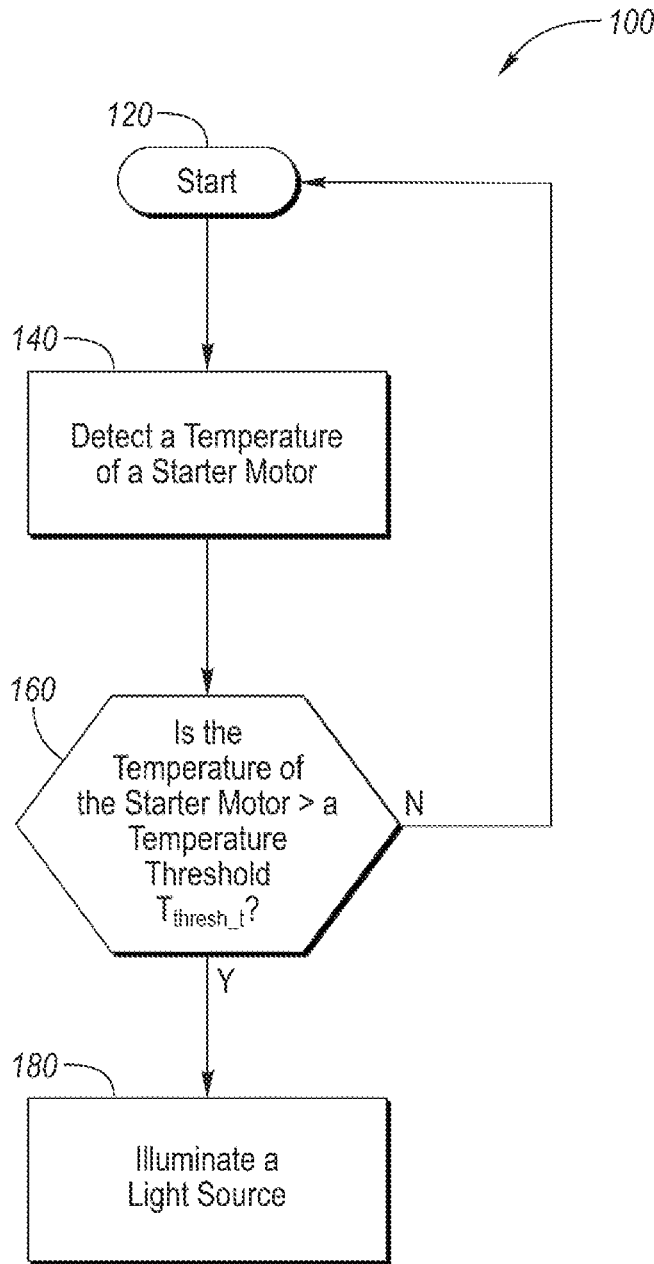 100
120
Start
140
Detect a Temperature
of a Starter Motor
160
Is the
Temperature of
the Starter Motor > a
Temperature
Threshold
T_thresh_t?
N
Y
180
Illuminate a
Light Source